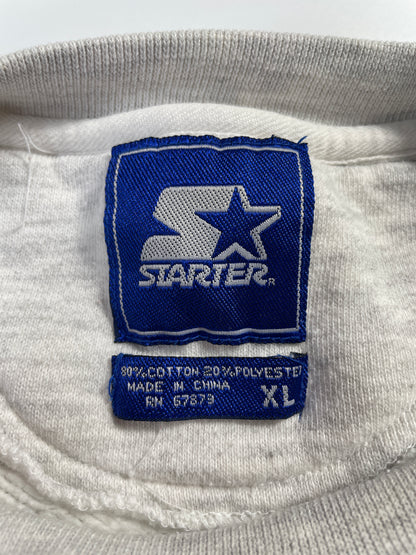 STARTER®
80% COTTON 20% POLYESTER
MADE IN CHINA
RN 67879 XL